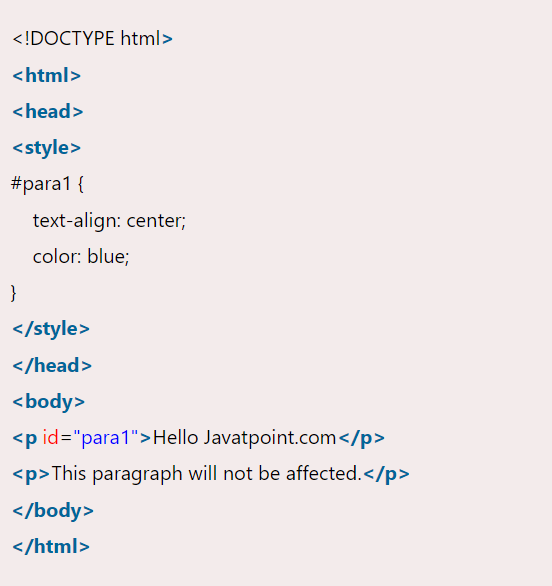 <!DOCTYPE html>
<html>
<head>
<style>
#para1 {
    text-align: center;
    color: blue;
}
</style>
</head>
<body>
<p id="para1">Hello Javatpoint.com</p>
<p>This paragraph will not be affected.</p>
</body>
</html>